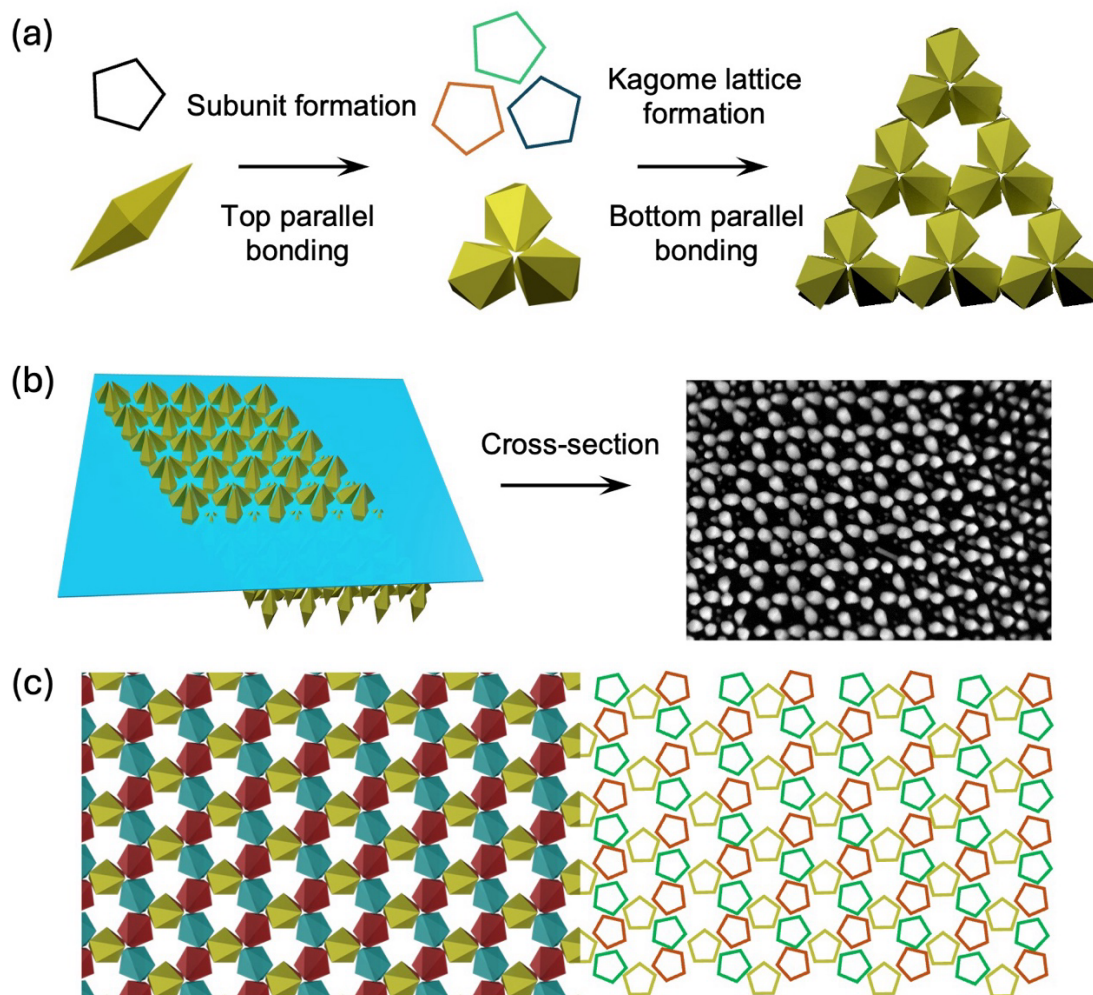 (a)
Subunit formation
Top parallel
bonding
Kagome lattice
formation
Bottom parallel
bonding
(b)
Cross-section
(c)